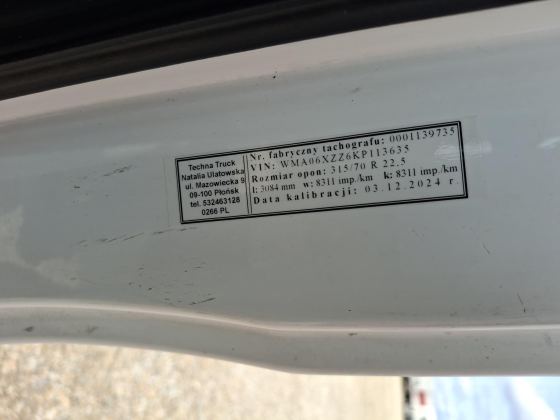 Techna Truck
Natalia Ulatowska
ul. Mazowiecka 9
09-100 Płońsk
tel. 532463128
0266 PL
Nr. fabryczny tachografu: 0001139735
VIN: WMA06XZZ6KP113635
Rozmiar opon: 315/70 R 22.5
l: 3084 mm w: 8311 imp./km k: 8311 imp./km
Data kalibracji: 03.12.2024 r.